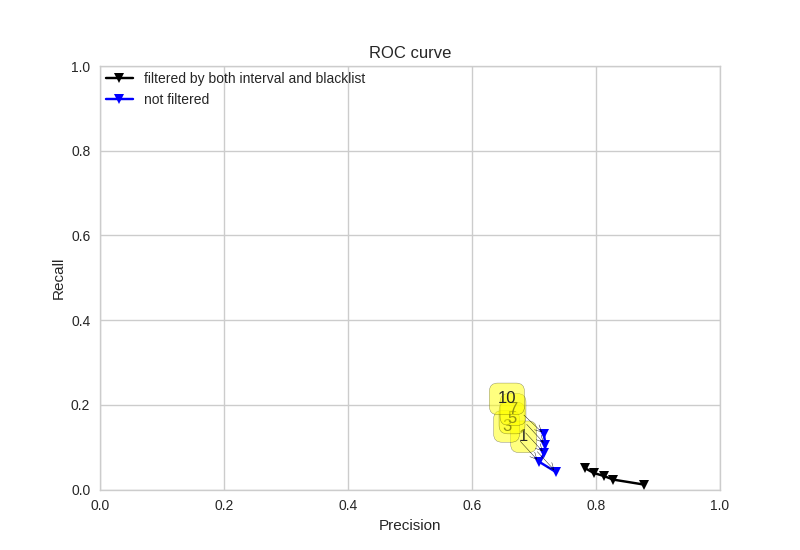 ROC curve
filtered by both interval and blacklist
not filtered
1.0
0.8
0.6
0.4
0.2
0.0
Recall
10
7
5
3
1
0.0 0.2 0.4 0.6 0.8 1.0
Precision